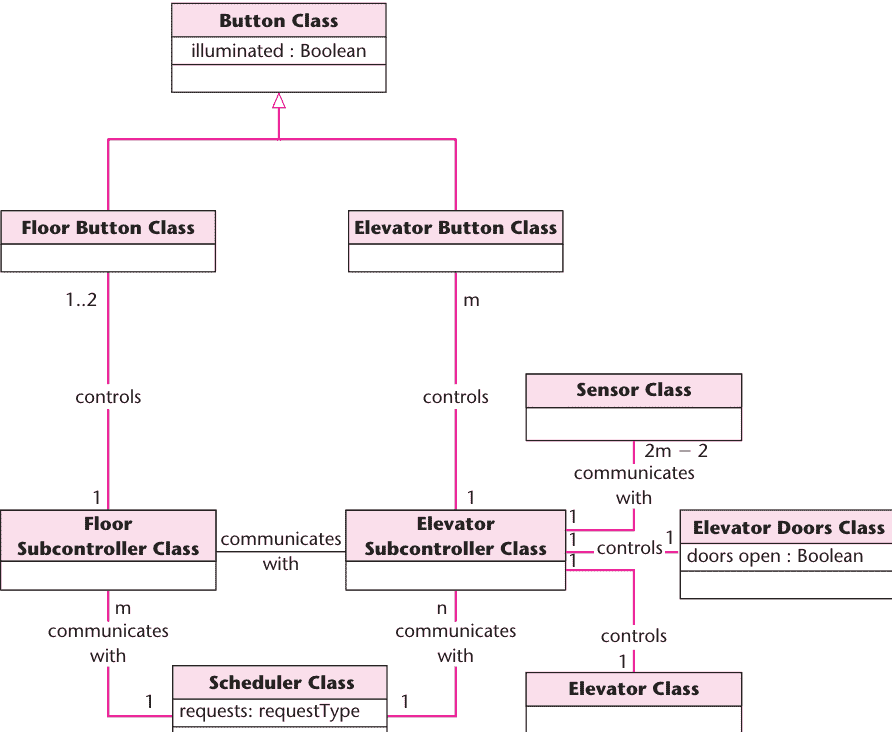 Button Class
illuminated : Boolean
Floor Button Class
Elevator Button Class
1..2
m
controls
controls
Sensor Class
2m − 2
communicates
with
1
1
1
Floor
Subcontroller Class
Elevator
Subcontroller Class
communicates
with
1
controls
1
Elevator Doors Class
doors open : Boolean
1
m
communicates
with
n
communicates
with
controls
1
Scheduler Class
requests: requestType
1
1
Elevator Class